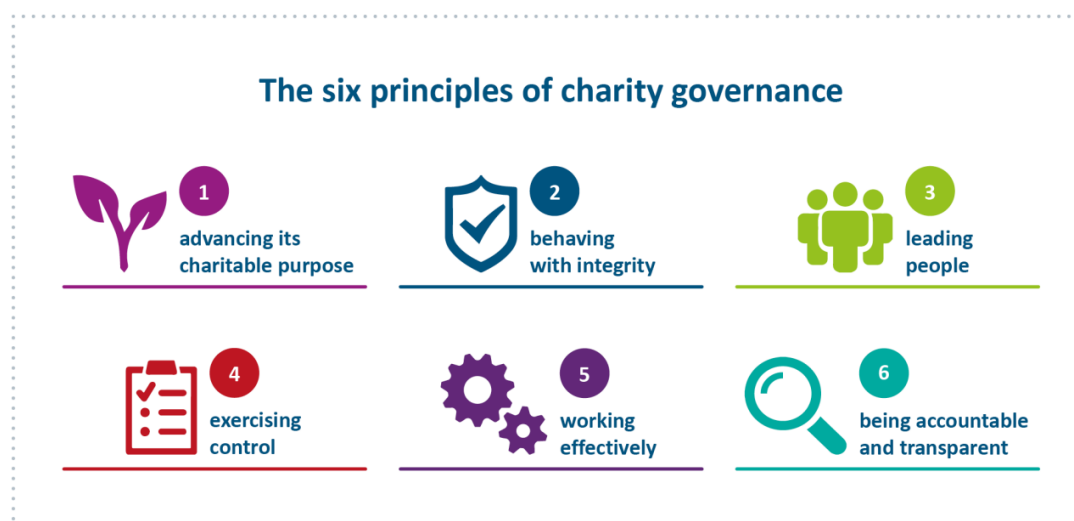 The six principles of charity governance
1
advancing its
charitable purpose
2
behaving
with integrity
3
leading
people
4
exercising
control
5
working
effectively
6
being accountable
and transparent